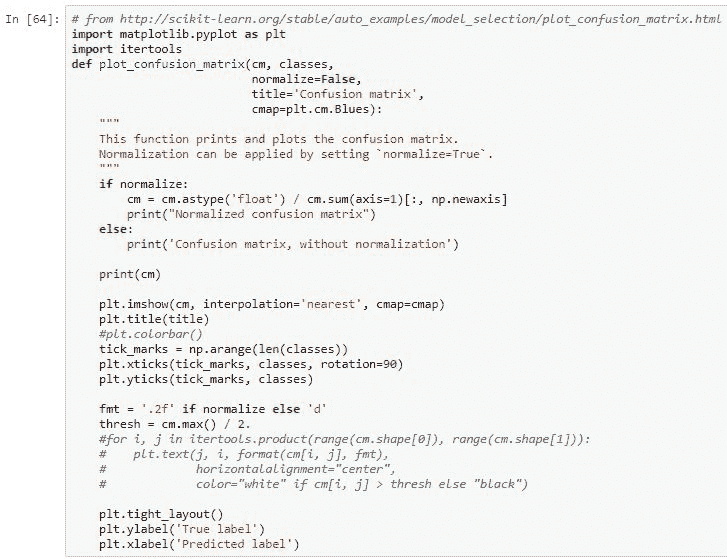 In [64]: # from http://scikit-learn.org/stable/auto_examples/model_selection/plot_confusion_matrix.html
import matplotlib.pyplot as plt
import itertools
def plot_confusion_matrix(cm, classes,
                          normalize=False,
                          title='Confusion matrix',
                          cmap=plt.cm.Blues):
    """
    This function prints and plots the confusion matrix.
    Normalization can be applied by setting `normalize=True`.
    """
    if normalize:
        cm = cm.astype('float') / cm.sum(axis=1)[:, np.newaxis]
        print("Normalized confusion matrix")
    else:
        print('Confusion matrix, without normalization')

    print(cm)

    plt.imshow(cm, interpolation='nearest', cmap=cmap)
    plt.title(title)
    #plt.colorbar()
    tick_marks = np.arange(len(classes))
    plt.xticks(tick_marks, classes, rotation=90)
    plt.yticks(tick_marks, classes)

    fmt = '.2f' if normalize else 'd'
    thresh = cm.max() / 2.
    #for i, j in itertools.product(range(cm.shape[0]), range(cm.shape[1])):
    #    plt.text(j, i, format(cm[i, j], fmt),
    #             horizontalalignment="center",
    #             color="white" if cm[i, j] > thresh else "black")

    plt.tight_layout()
    plt.ylabel('True label')
    plt.xlabel('Predicted label')